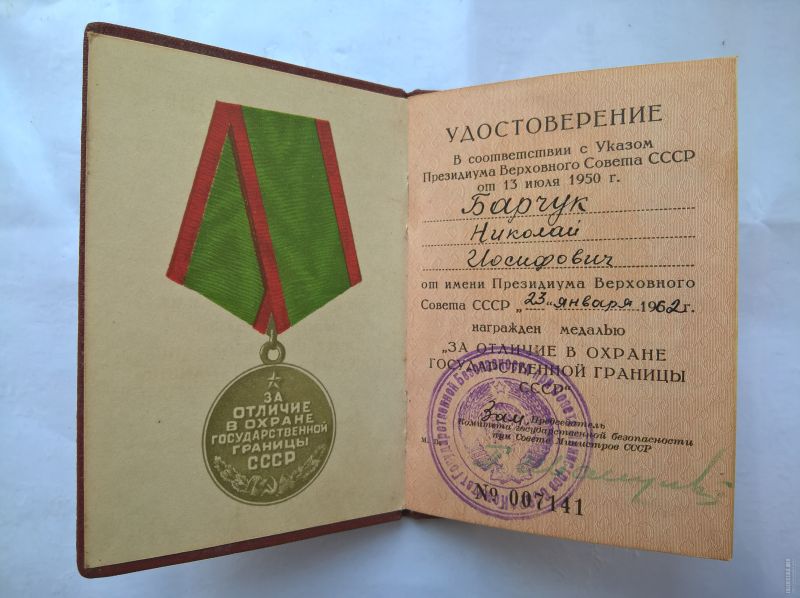 ЗА
ОТЛИЧИЕ
В ОХРАНЕ
ГОСУДАРСТВЕННОЙ
ГРАНИЦЫ
СССР
УДОСТОВЕРЕНИЕ
В соответствии с Указом
Президиума Верховного Совета СССР
от 13 июля 1950 г.
Барчук
Николай
Иосифович
от имени Президиума Верховного
Совета СССР „23" января 1962 г.
награжден медалью
„ЗА ОТЛИЧИЕ В ОХРАНЕ
ГОСУДАРСТВЕННОЙ ГРАНИЦЫ
СССР"
Зам. Председатель
Комитета государственной безопасности
при Совете Министров СССР
М.
№ 007141